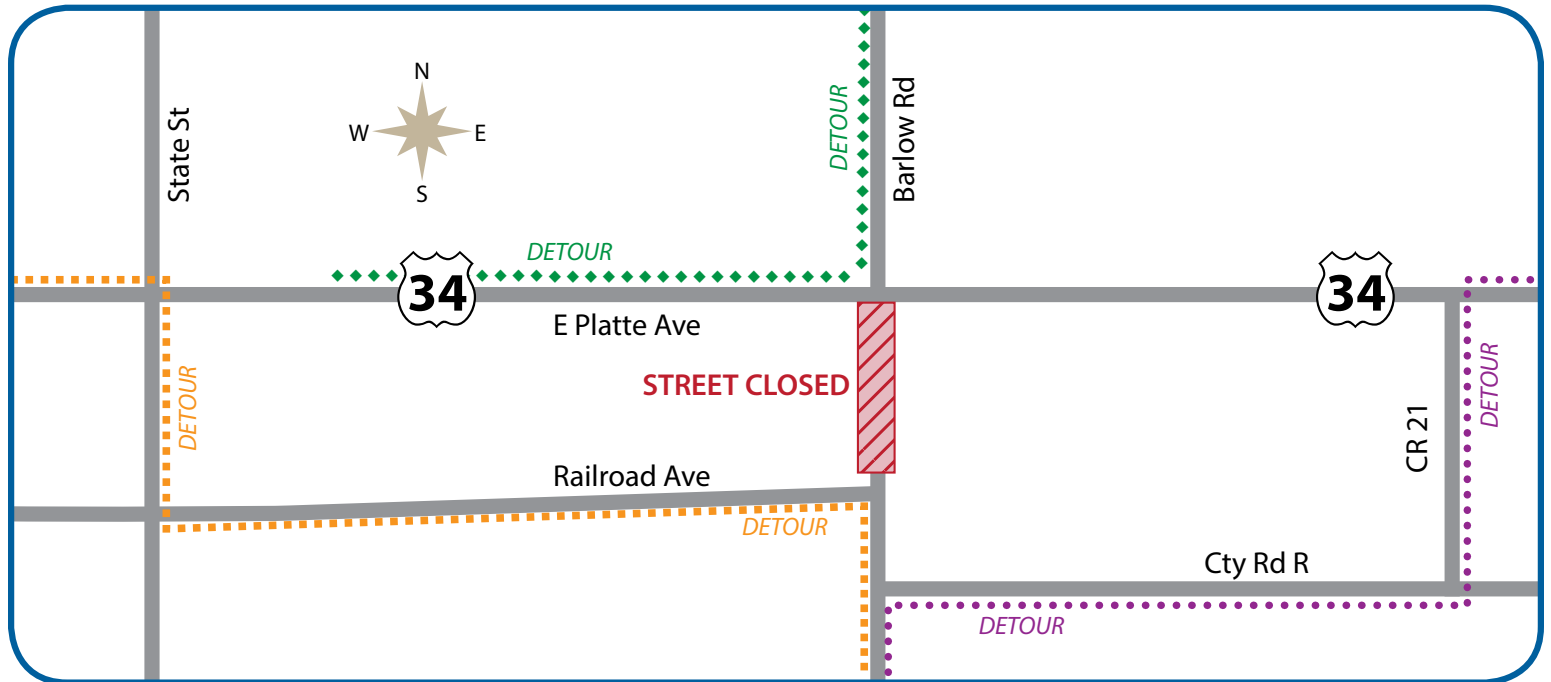 N
W
E
S
State St
DETOUR
Barlow Rd
DETOUR
34
34
E Platte Ave
STREET CLOSED
DETOUR
DETOUR
CR 21
Railroad Ave
DETOUR
Cty Rd R
DETOUR